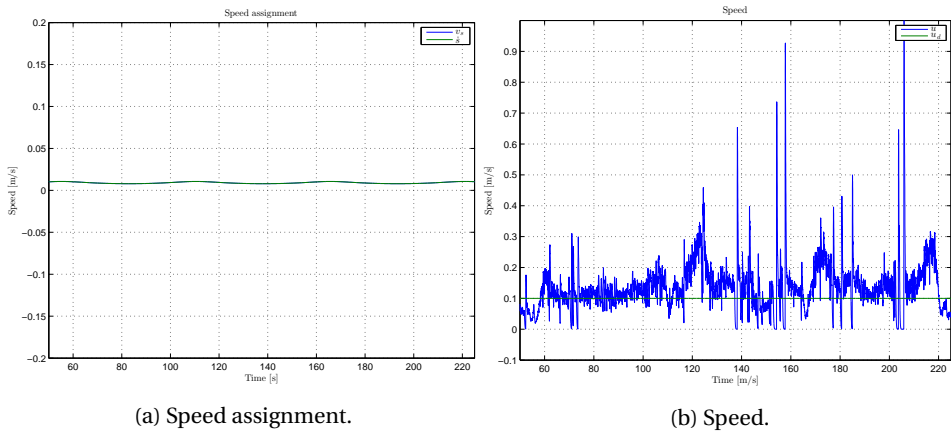 Speed assignment
v_s
ṡ
0.2
0.15
0.1
0.05
0
−0.05
−0.1
−0.15
−0.2
Speed [m/s]
60 80 100 120 140 160 180 200 220
Time [s]
(a) Speed assignment.
Speed
u
u_d
0.9
0.8
0.7
0.6
0.5
0.4
0.3
0.2
0.1
0
−0.1
Speed [m/s]
60 80 100 120 140 160 180 200 220
Time [m/s]
(b) Speed.